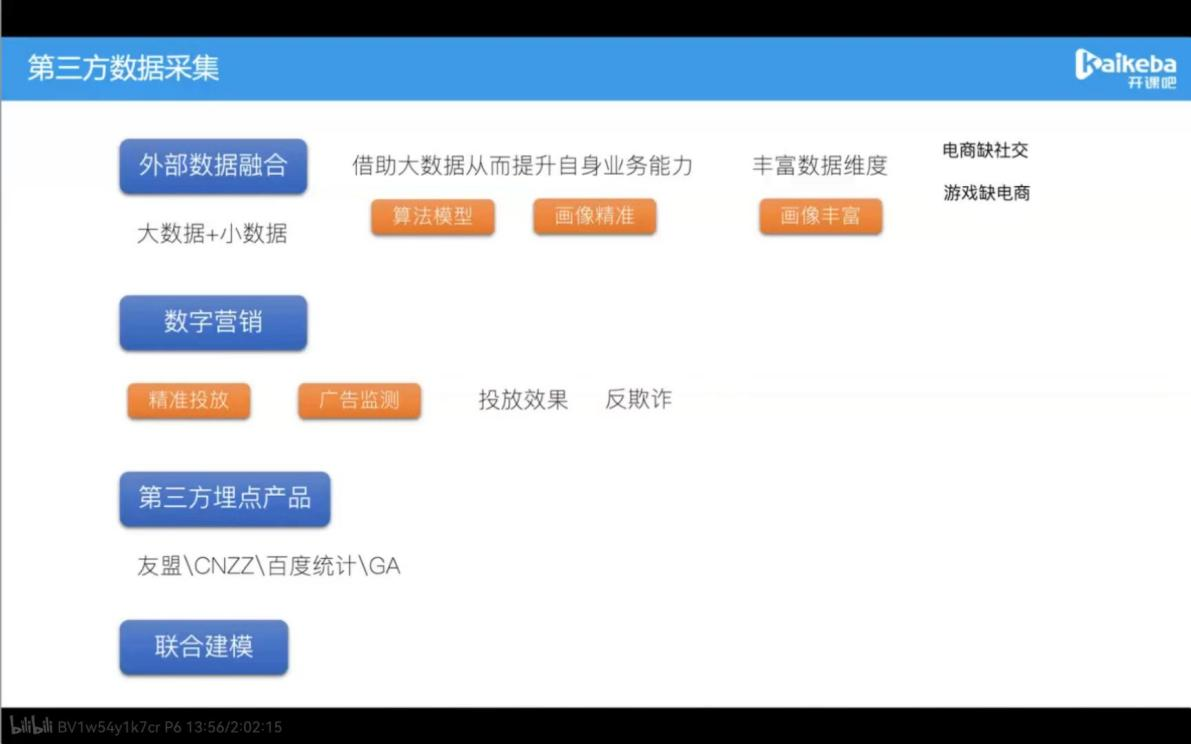 第三方数据采集
kaikeba
开课吧
外部数据融合
借助大数据从而提升自身业务能力
丰富数据维度
电商缺社交
游戏缺电商
算法模型
画像精准
画像丰富
大数据+小数据
数字营销
精准投放
广告监测
投放效果
反欺诈
第三方埋点产品
友盟\CNZZ\百度统计\GA
联合建模
bilibili BV1w54y1k7cr P6 13:56/2:02:15